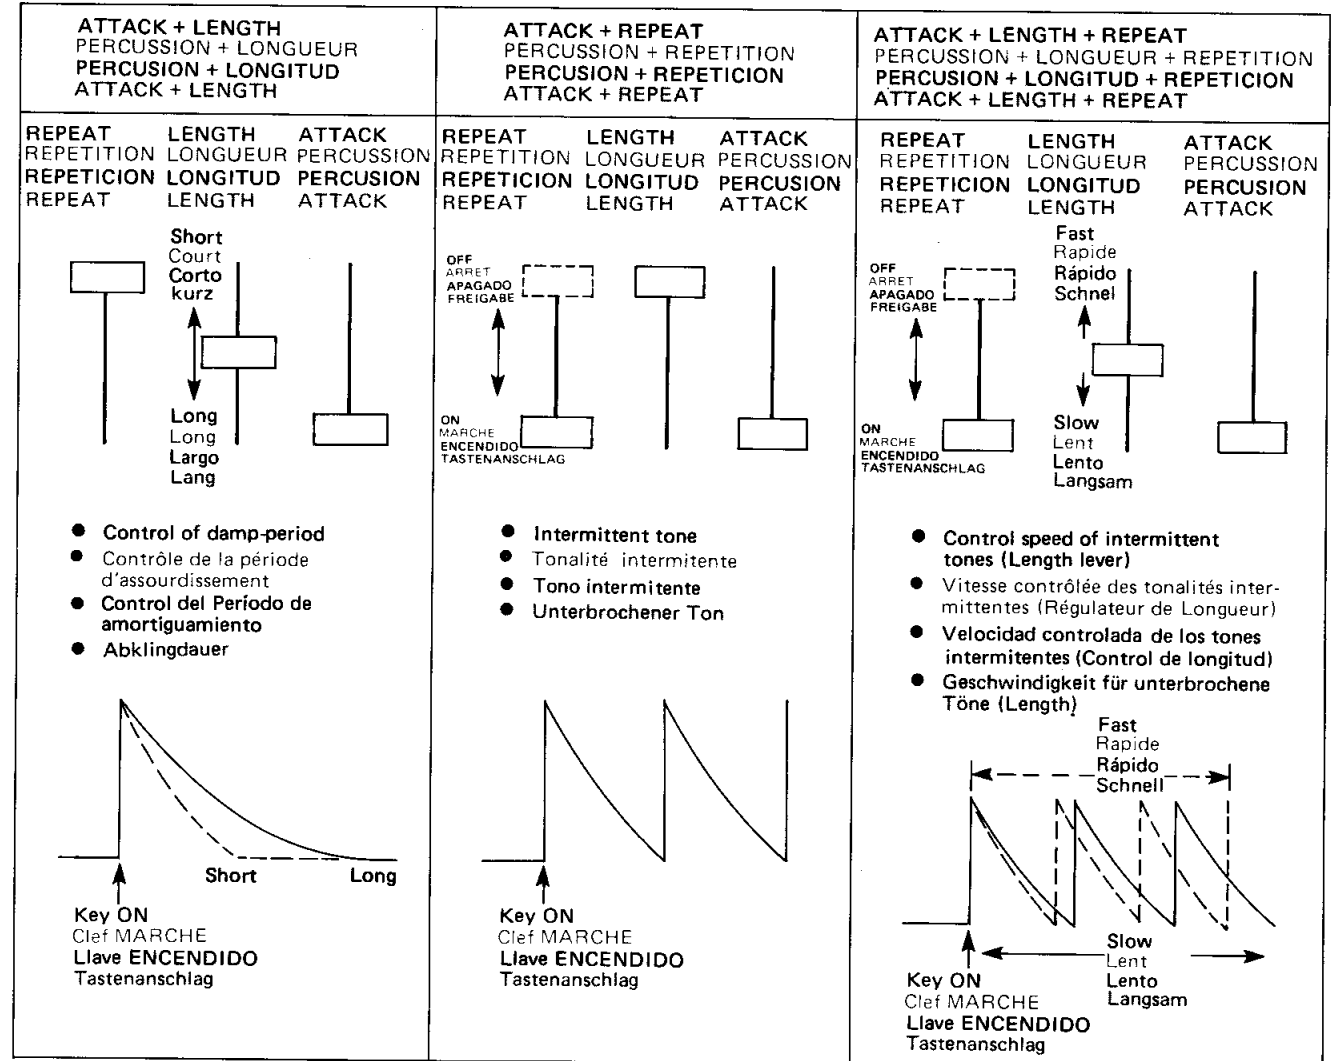 ATTACK + LENGTH
PERCUSSION + LONGUEUR
PERCUSION + LONGITUD
ATTACK + LENGTH
REPEAT LENGTH ATTACK
REPETITION LONGUEUR PERCUSSION
REPETICION LONGITUD PERCUSION
REPEAT LENGTH ATTACK
Short
Court
Corto
kurz
Long
Long
Largo
Lang
● Control of damp-period
● Contrôle de la période
d'assourdissement
● Control del Período de
amortiguamiento
● Abklingdauer
Short Long
Key ON
Clef MARCHE
Llave ENCENDIDO
Tastenanschlag
ATTACK + REPEAT
PERCUSSION + REPETITION
PERCUSION + REPETICION
ATTACK + REPEAT
REPEAT LENGTH ATTACK
REPETITION LONGUEUR PERCUSSION
REPETICION LONGITUD PERCUSION
REPEAT LENGTH ATTACK
OFF
ARRET
APAGADO
FREIGABE
ON
MARCHE
ENCENDIDO
TASTENANSCHLAG
● Intermittent tone
● Tonalité intermitente
● Tono intermitente
● Unterbrochener Ton
Key ON
Clef MARCHE
Llave ENCENDIDO
Tastenanschlag
ATTACK + LENGTH + REPEAT
PERCUSSION + LONGUEUR + REPETITION
PERCUSION + LONGITUD + REPETICION
ATTACK + LENGTH + REPEAT
REPEAT LENGTH ATTACK
REPETITION LONGUEUR PERCUSSION
REPETICION LONGITUD PERCUSION
REPEAT LENGTH ATTACK
OFF
ARRET
APAGADO
FREIGABE
ON
MARCHE
ENCENDIDO
TASTENANSCHLAG
Fast
Rapide
Rápido
Schnel
Slow
Lent
Lento
Langsam
● Control speed of intermittent
tones (Length lever)
● Vitesse contrôlée des tonalités inter-
mittentes (Régulateur de Longueur)
● Velocidad controlada de los tones
intermitentes (Control de longitud)
● Geschwindigkeit für unterbrochene
Töne (Length)
Fast
Rapide
Rápido
Schnell
Slow
Lent
Lento
Langsam
Key ON
Clef MARCHE
Llave ENCENDIDO
Tastenanschlag